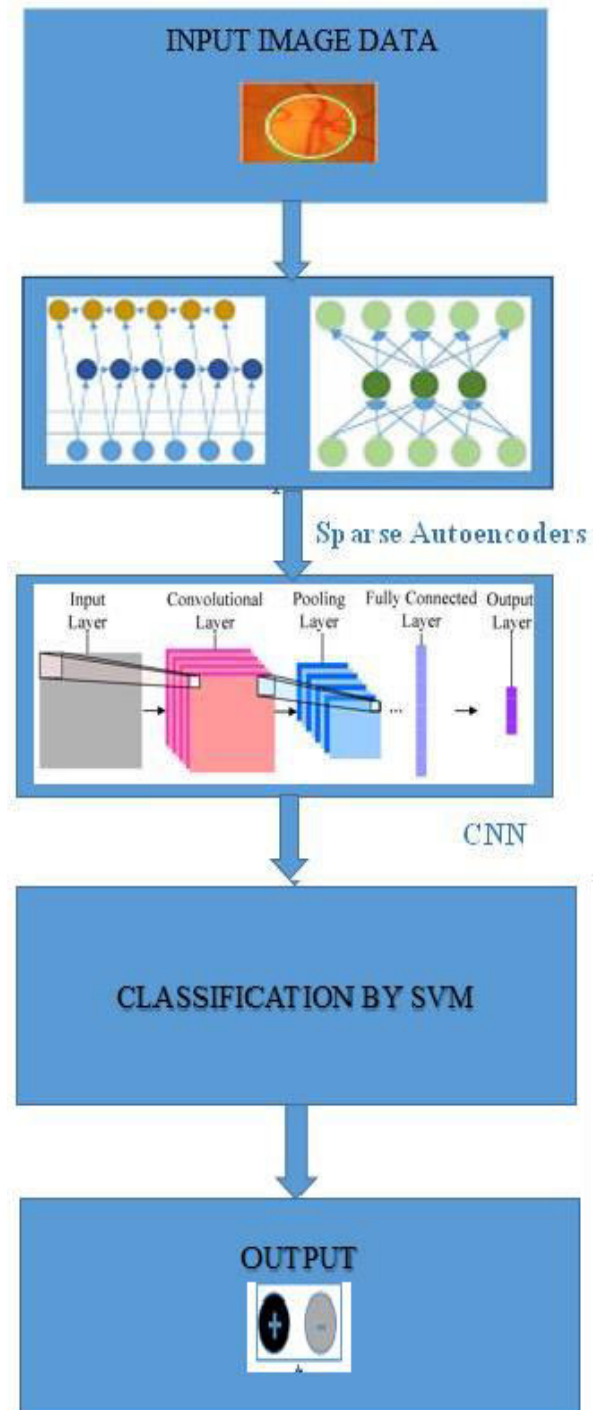 INPUT IMAGE DATA
Sparse Autoencoders
Input
Layer
Convolutional
Layer
Pooling
Layer
Fully Connected
Layer
Output
Layer
...
CNN
CLASSIFICATION BY SVM
OUTPUT
+ -